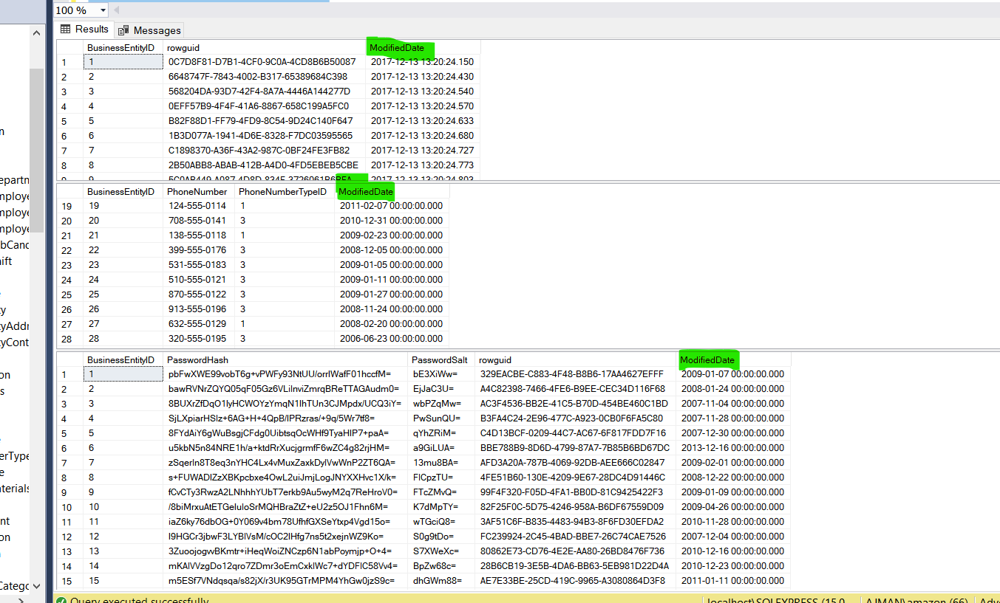 100 %
Results Messages
BusinessEntityID rowguid ModifiedDate
1 1 0C7D8F81-D7B1-4CF0-9C0A-4CD8B6B50087 2017-12-13 13:20:24.150
2 2 6648747F-7843-4002-B317-65389684C398 2017-12-13 13:20:24.430
3 3 568204DA-93D7-42F4-8A7A-4446A144277D 2017-12-13 13:20:24.540
4 4 0EFF57B9-4F4F-41A6-8867-658C199A5FC0 2017-12-13 13:20:24.570
5 5 B82F88D1-FF79-4FD9-8C54-9D24C140F647 2017-12-13 13:20:24.633
6 6 1B3D077A-1941-4D6E-8328-F7DC03595565 2017-12-13 13:20:24.680
7 7 C1898370-A36F-43A2-987C-0BF24FE3FB82 2017-12-13 13:20:24.727
8 8 2B50ABB8-ABAB-412B-A4D0-4FD5EBEB5CBE 2017-12-13 13:20:24.773
BusinessEntityID PhoneNumber PhoneNumberTypeID ModifiedDate
19 19 124-555-0114 1 2011-02-07 00:00:00.000
20 20 708-555-0141 3 2010-12-31 00:00:00.000
21 21 138-555-0118 1 2009-02-23 00:00:00.000
22 22 399-555-0176 3 2008-12-05 00:00:00.000
23 23 531-555-0183 3 2009-01-05 00:00:00.000
24 24 510-555-0121 3 2009-01-11 00:00:00.000
25 25 870-555-0122 3 2009-01-27 00:00:00.000
26 26 913-555-0196 3 2008-11-24 00:00:00.000
27 27 632-555-0129 1 2008-02-20 00:00:00.000
28 28 320-555-0195 3 2006-06-23 00:00:00.000
BusinessEntityID PasswordHash PasswordSalt rowguid ModifiedDate
1 1 pbFwXWE99vobT6g+vPWFy93NtUU/orrIWafF01hccfM= bE3XiWw= 329EACBE-C883-4F48-B8B6-17AA4627EFFF 2009-01-07 00:00:00.000
2 2 bawRVNrZQYQ05qF05Gz6VLilnviZmrqBReTTAGAudm0= EjJaC3U= A4C82398-7466-4FE6-B9EE-CEC34D116F68 2008-01-24 00:00:00.000
3 3 8BUXrZfDqO1IyHCWOYzYmqN1IhTUn3CJMpdx/UCQ3iY= wbPZqMw= AC3F4536-BB2E-41C5-B70D-454BE460C1BD 2007-11-04 00:00:00.000
4 4 SjLXpiarHSlz+6AG+H+4QpB/IPRzras/+9q/5Wr7tf8= PwSunQU= B3FA4C24-2E96-477C-A923-0CB0F6FA5C80 2007-11-28 00:00:00.000
5 5 8FYdAiY6gWuBsgjCFdg0UibtsqOcWHf9TyaHIP7+paA= qYhZRiM= C4D13BCF-0209-44C7-AC67-6F817FDD7F16 2007-12-30 00:00:00.000
6 6 u5kbN5n84NRE1h/a+ktdRrXucjgrmfF6wZC4g82rjHM= a9GiLUA= BBE788B9-8D6D-4799-87A7-7B85B6BD67DC 2013-12-16 00:00:00.000
7 7 zSqerln8T8eq3nYHC4Lx4vMuxZaxkDylVwWnP2ZT6QA= 13mu8BA= AFD3A20A-787B-4069-92DB-AEE666C02847 2009-02-01 00:00:00.000
8 8 s+FUWADIZzXBKpcbxe4OwL2uiJmjLogJNYXXHvc1X/k= FlCpzTU= 4FE51B60-130E-4209-9E67-28DC4D91446C 2008-12-22 00:00:00.000
9 9 fCvCTy3RwzA2LNhhhYUbT7erkb9Au5wyM2q7ReHroV0= FTcZMvQ= 99F4F320-F05D-4FA1-BB0D-81C9425422F3 2009-01-09 00:00:00.000
10 10 /8biMrxuAtETGeluloSrMQHBraZtZ+eU2z5OJ1Fhn6M= K7dMpTY= 82F25F0C-5D75-4246-958A-B6DF67559D09 2009-04-26 00:00:00.000
11 11 iaZ6ky76dbOG+0Y069v4bm78UfhfGXSeYtxp4Vgd15o= wTGciQ8= 3AF51C6F-B835-4483-94B3-8F6FD30EFDA2 2010-11-28 00:00:00.000
12 12 I9HGCr3jbwF3LYBlVsM/cOC2IHfg7ns5t2xejnWZ9Ko= S0g9tDo= FC239924-2C45-4BAD-BBE7-26C74CAE7526 2007-12-04 00:00:00.000
13 13 3ZuoojogvvBKmtr+iHeqWoiZNCzp6N1abPoymjp+O+4= S7XWeXc= 80862E73-CD76-4E2E-AA80-26BD8476F736 2010-12-16 00:00:00.000
14 14 mKAlVVzgDo12qro7ZDmr3oEmCxklWc7+dYDFlC58Vv4= BpZw68c= 28B6CB19-3E5B-4DA6-BB63-5EB981D22D4A 2010-12-23 00:00:00.000
15 15 m5ESf7VNdqsqa/s82jX/r3UK95GTrMPM4YhGw0jzS9c= dhGWm88= AE7E33BE-25CD-419C-9965-A3080864D3F8 2011-01-11 00:00:00.000
Query executed successfully
localhost\SQLEXPRESS (15.0 AJMAN\amazon (66)